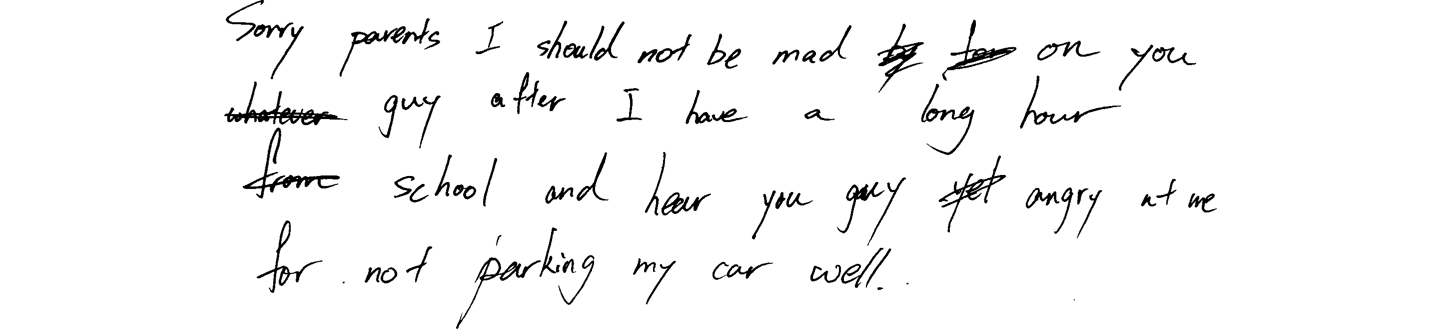 Sorry parents I should not be mad on you
guy after I have a long hour
school and hear you guy angry at me
for not parking my car well.